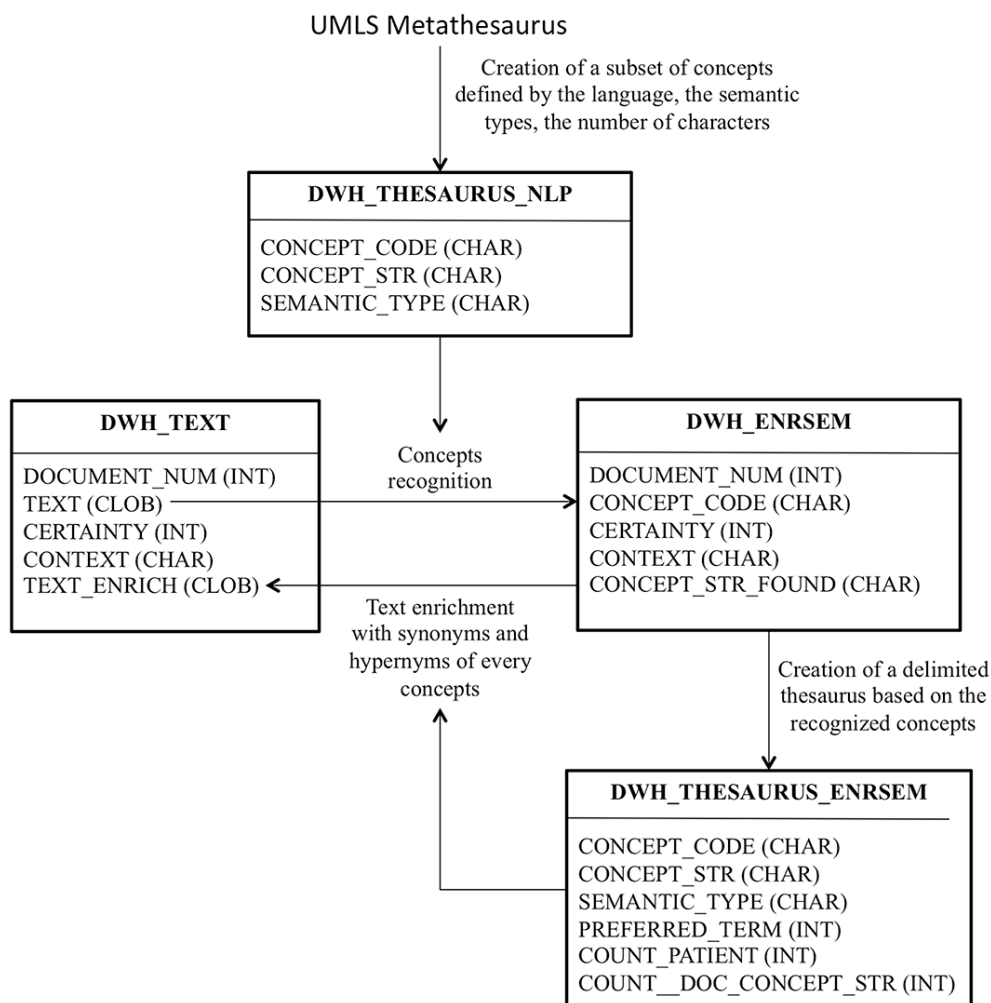 UMLS Metathesaurus
Creation of a subset of concepts
defined by the language, the semantic
types, the number of characters
DWH_THESAURUS_NLP
CONCEPT_CODE (CHAR)
CONCEPT_STR (CHAR)
SEMANTIC_TYPE (CHAR)
DWH_TEXT
DOCUMENT_NUM (INT)
TEXT (CLOB)
CERTAINTY (INT)
CONTEXT (CHAR)
TEXT_ENRICH (CLOB)
Concepts
recognition
DWH_ENRSEM
DOCUMENT_NUM (INT)
CONCEPT_CODE (CHAR)
CERTAINTY (INT)
CONTEXT (CHAR)
CONCEPT_STR_FOUND (CHAR)
Text enrichment
with synonyms and
hypernyms of every
concepts
Creation of a delimited
thesaurus based on the
recognized concepts
DWH_THESAURUS_ENRSEM
CONCEPT_CODE (CHAR)
CONCEPT_STR (CHAR)
SEMANTIC_TYPE (CHAR)
PREFERRED_TERM (INT)
COUNT_PATIENT (INT)
COUNT__DOC_CONCEPT_STR (INT)